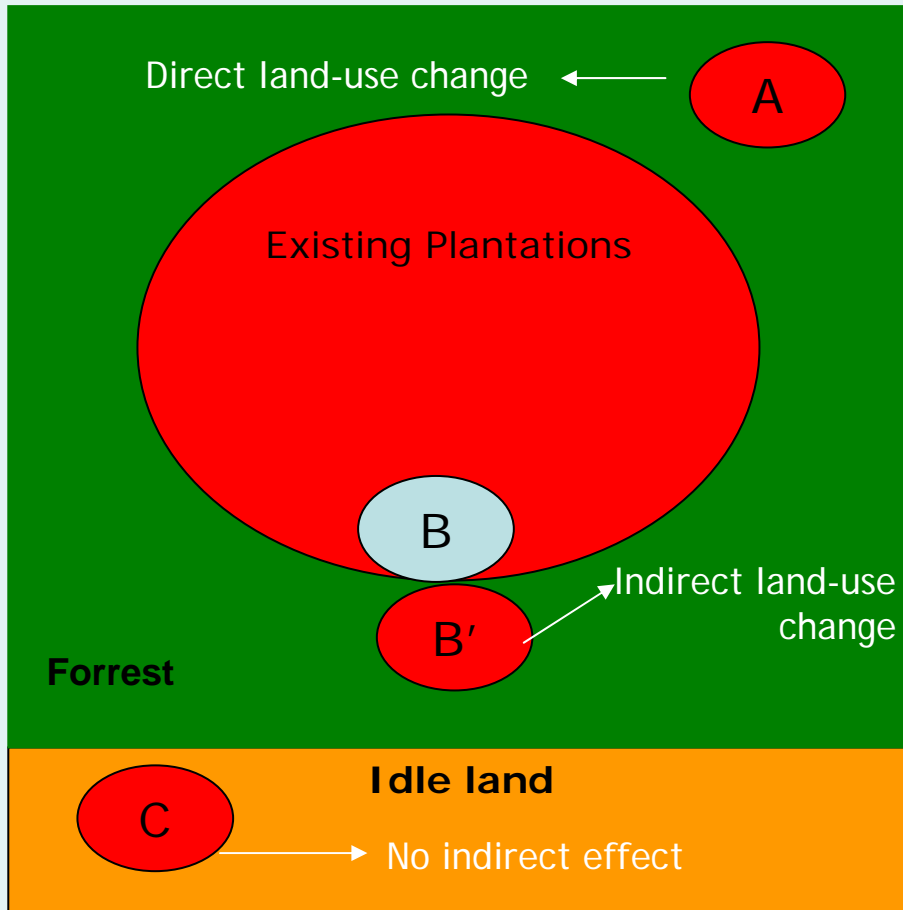 Direct land-use change
A
Existing Plantations
B
Indirect land-use
change
B′
Forrest
Idle land
C
No indirect effect